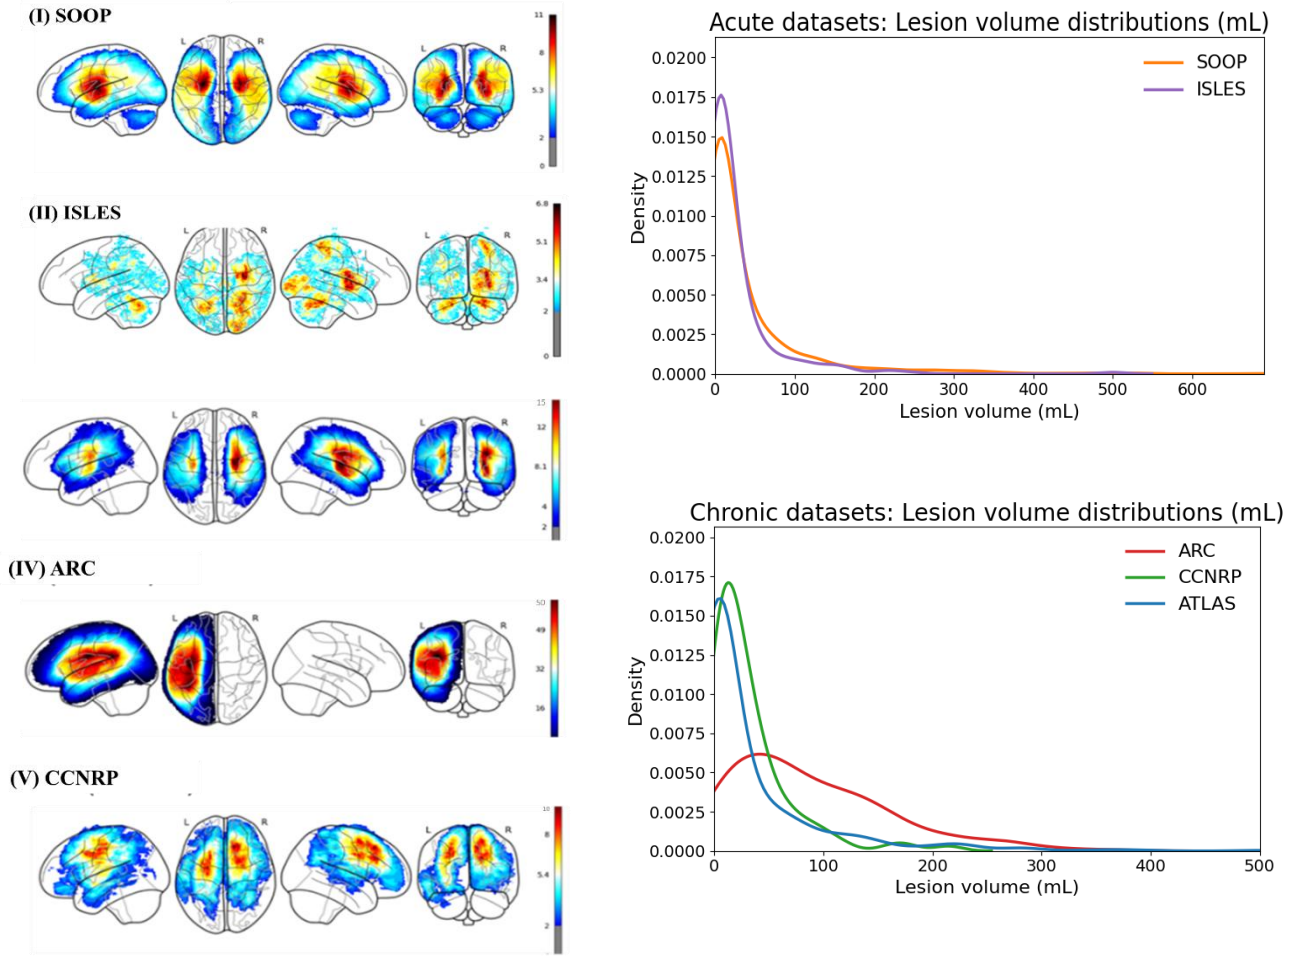 (I) SOOP
L R
11
8
5.3
2
0
(II) ISLES
L R
6.8
5.1
3.4
2
0
L R
15
12
8.1
4
2
(IV) ARC
L R
50
49
32
16
(V) CCNRP
L R
10
8
5.4
2
Acute datasets: Lesion volume distributions (mL)
SOOP
ISLES
Density
0.0200
0.0175
0.0150
0.0125
0.0100
0.0075
0.0050
0.0025
0.0000
0 100 200 300 400 500 600
Lesion volume (mL)
Chronic datasets: Lesion volume distributions (mL)
ARC
CCNRP
ATLAS
Density
0.0200
0.0175
0.0150
0.0125
0.0100
0.0075
0.0050
0.0025
0.0000
0 100 200 300 400 500
Lesion volume (mL)